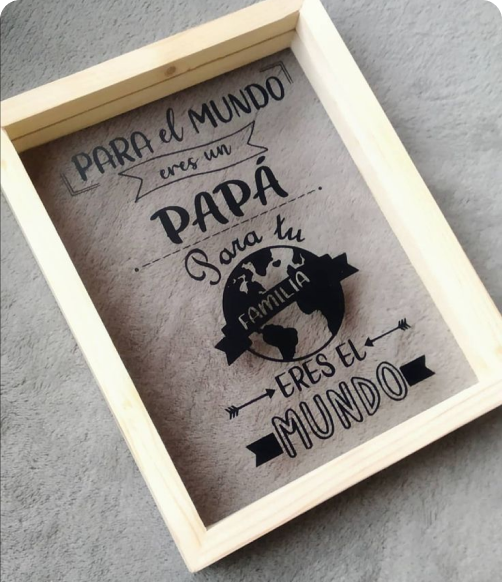 PARA el MUNDO
eres un
PAPÁ
Para tu
FAMILIA
ERES EL
MUNDO